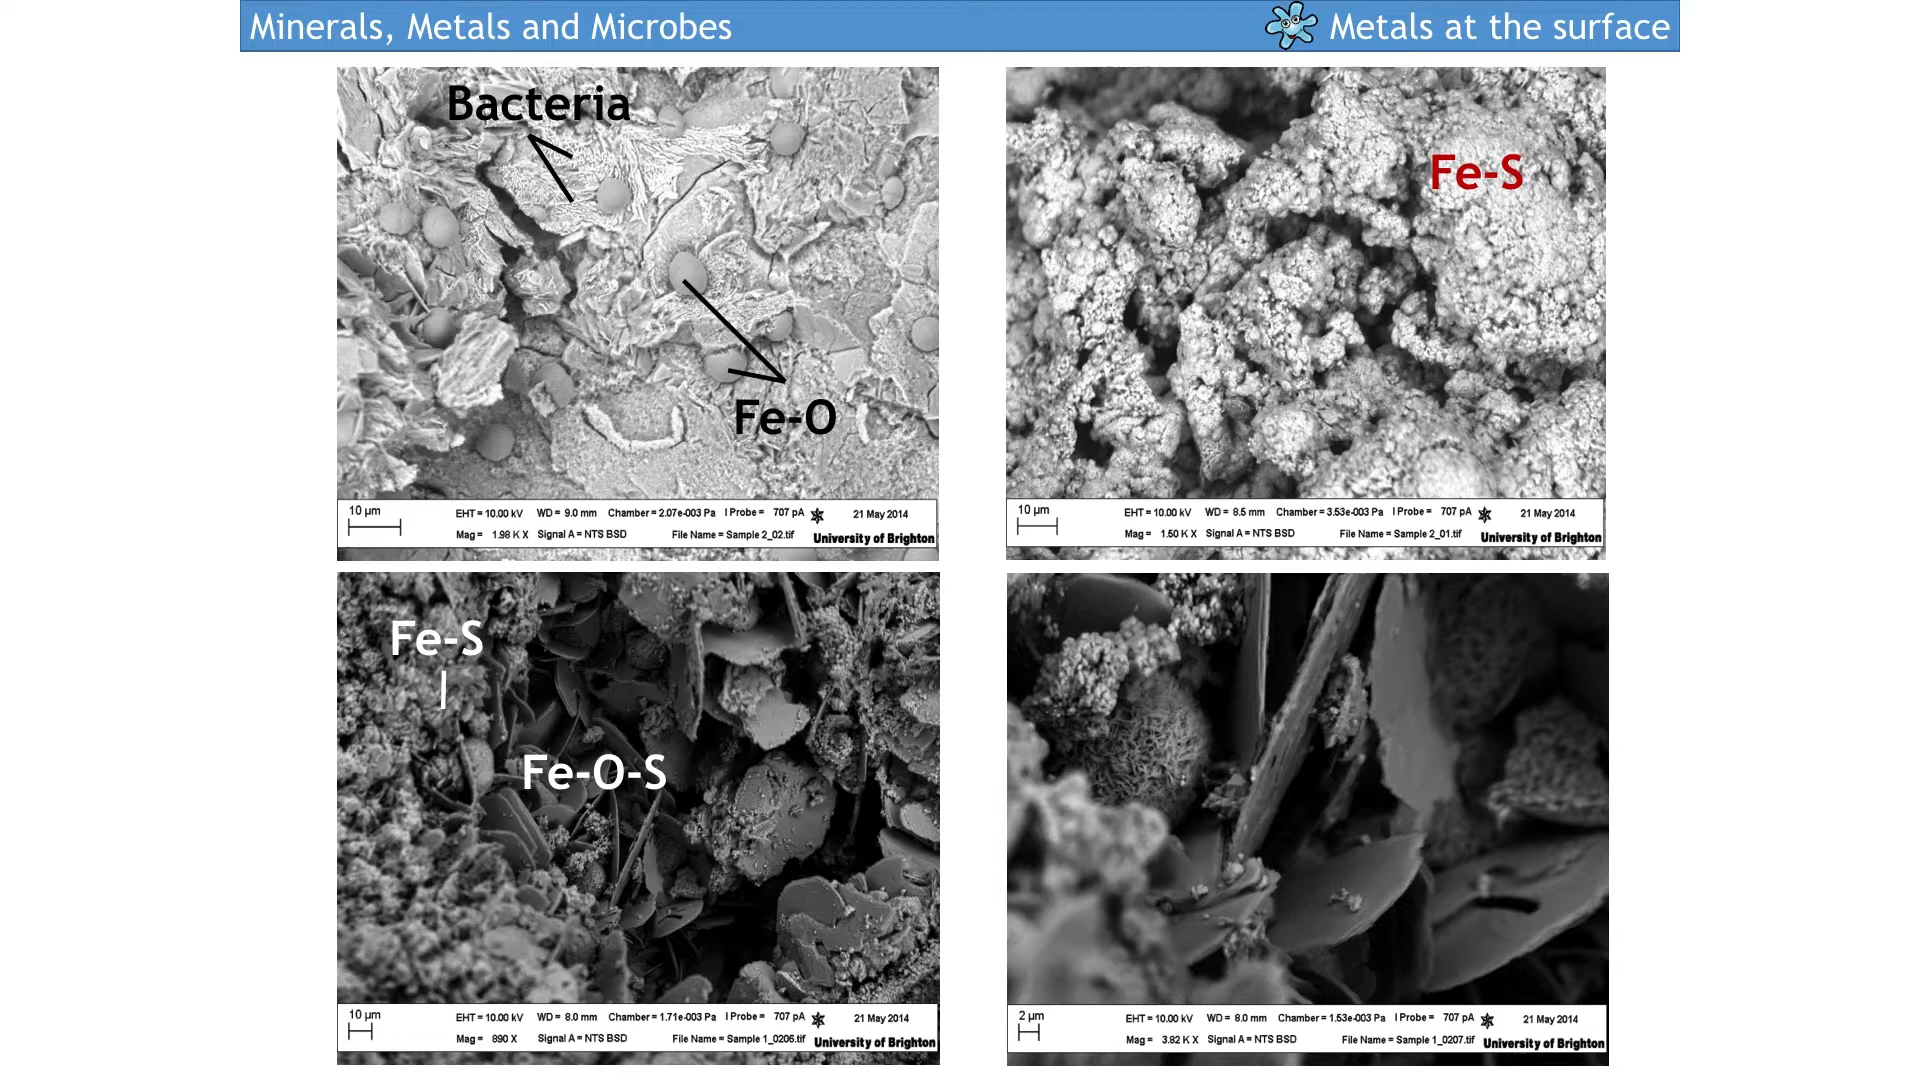 Minerals, Metals and Microbes
Metals at the surface
Bacteria
Fe-O
10 µm
EHT = 10.00 kV WD = 9.0 mm Chamber = 2.07e-003 Pa I Probe = 707 pA 21 May 2014
Mag = 1.98 K X Signal A = NTS BSD File Name = Sample 2_02.tif University of Brighton
Fe-S
10 µm
EHT = 10.00 kV WD = 8.5 mm Chamber = 3.53e-003 Pa I Probe = 707 pA 21 May 2014
Mag = 1.50 K X Signal A = NTS BSD File Name = Sample 2_01.tif University of Brighton
Fe-S
Fe-O-S
10 µm
EHT = 10.00 kV WD = 8.0 mm Chamber = 1.71e-003 Pa I Probe = 707 pA 21 May 2014
Mag = 890 X Signal A = NTS BSD File Name = Sample 1_0206.tif University of Brighton
2 µm
EHT = 10.00 kV WD = 8.0 mm Chamber = 1.53e-003 Pa I Probe = 707 pA 21 May 2014
Mag = 3.82 K X Signal A = NTS BSD File Name = Sample 1_0207.tif University of Brighton